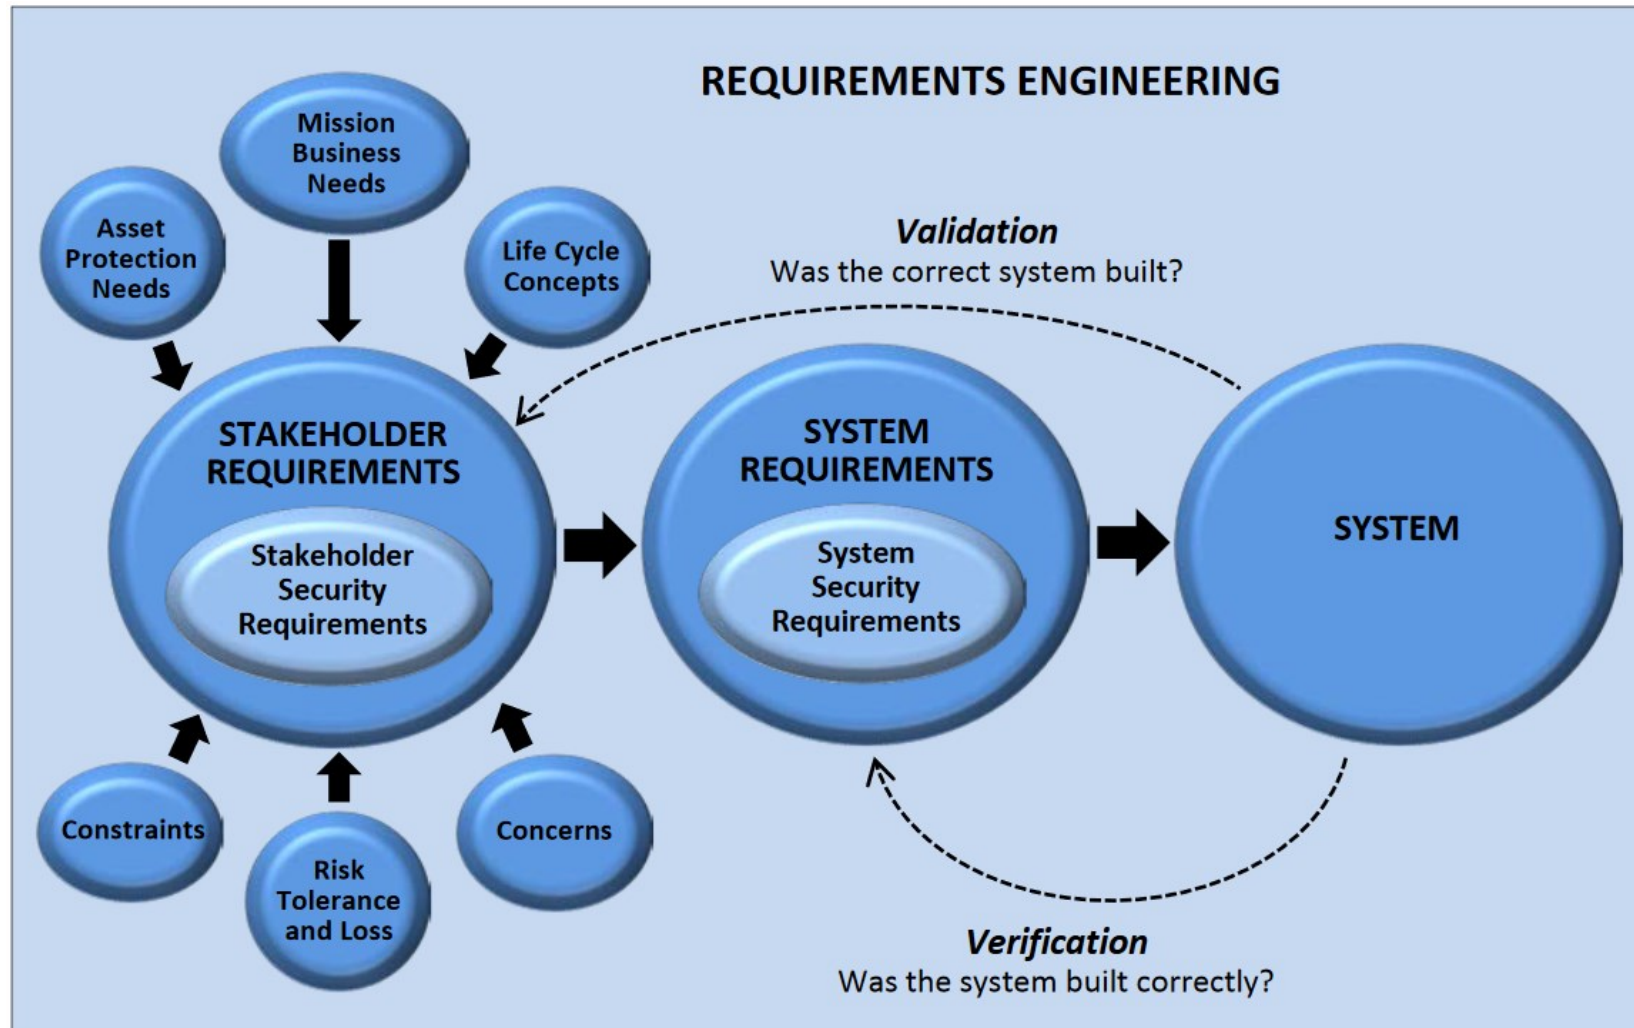 REQUIREMENTS ENGINEERING
Mission
Business
Needs
Asset
Protection
Needs
Life Cycle
Concepts
Validation
Was the correct system built?
STAKEHOLDER
REQUIREMENTS
Stakeholder
Security
Requirements
SYSTEM
REQUIREMENTS
System
Security
Requirements
SYSTEM
Constraints
Risk
Tolerance
and Loss
Concerns
Verification
Was the system built correctly?